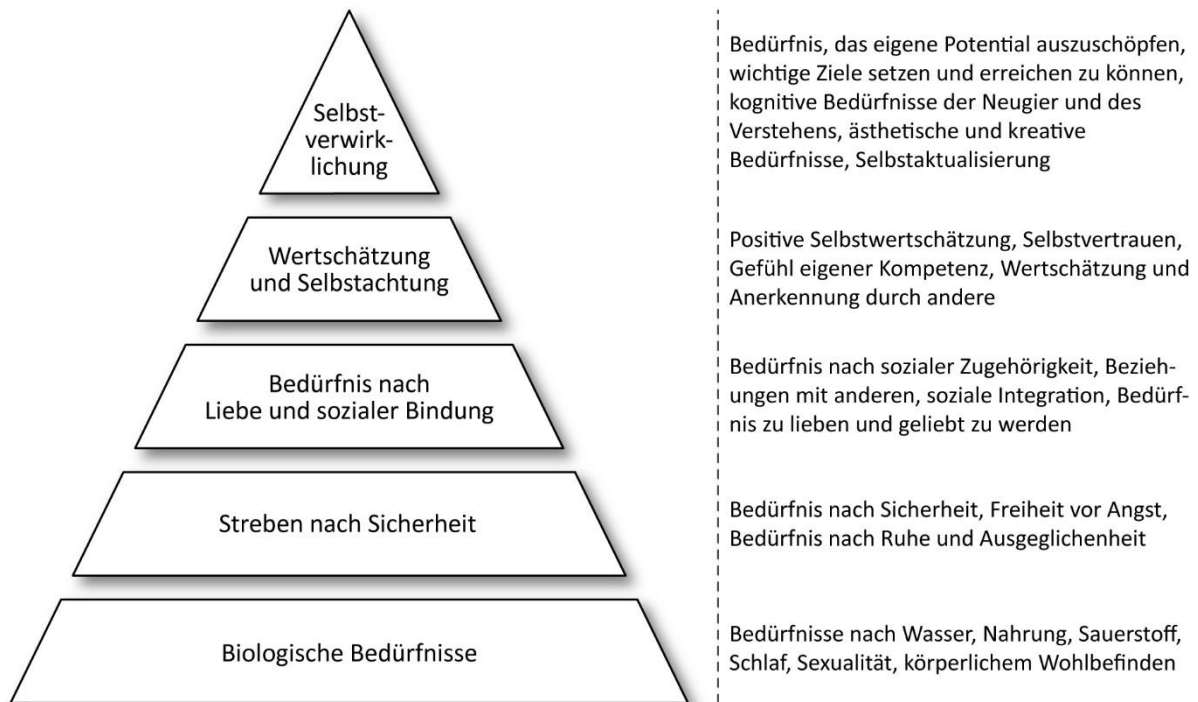 Selbst-
verwirk-
lichung
Bedürfnis, das eigene Potential auszuschöpfen,
wichtige Ziele setzen und erreichen zu können,
kognitive Bedürfnisse der Neugier und des
Verstehens, ästhetische und kreative
Bedürfnisse, Selbstaktualisierung
Wertschätzung
und Selbstachtung
Positive Selbstwertschätzung, Selbstvertrauen,
Gefühl eigener Kompetenz, Wertschätzung und
Anerkennung durch andere
Bedürfnis nach
Liebe und sozialer Bindung
Bedürfnis nach sozialer Zugehörigkeit, Bezieh-
ungen mit anderen, soziale Integration, Bedürf-
nis zu lieben und geliebt zu werden
Streben nach Sicherheit
Bedürfnis nach Sicherheit, Freiheit vor Angst,
Bedürfnis nach Ruhe und Ausgeglichenheit
Biologische Bedürfnisse
Bedürfnisse nach Wasser, Nahrung, Sauerstoff,
Schlaf, Sexualität, körperlichem Wohlbefinden